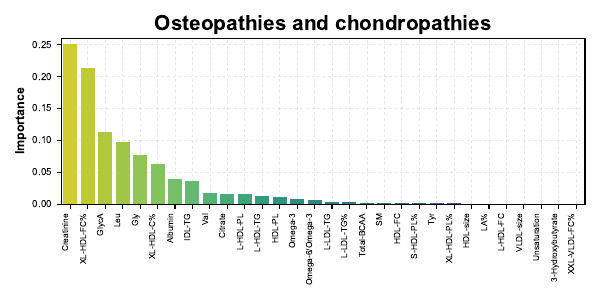 Osteopathies and chondropathies
Importance
0.25
0.20
0.15
0.10
0.05
0.00
Creatinine
XL-HDL-FC%
GlycA
Leu
Gly
XL-HDL-C%
Albumin
IDL-TG
Val
Citrate
L-HDL-PL
L-HDL-TG
HDL-PL
Omega-3
Omega-6/Omega-3
L-LDL-TG
L-LDL-TG%
Total-BCAA
SM
HDL-FC
S-HDL-PL%
Tyr
XL-HDL-PL%
HDL-size
LA%
L-HDL-FC
VLDL-size
Unsaturation
3-Hydroxybutyrate
XXL-VLDL-FC%